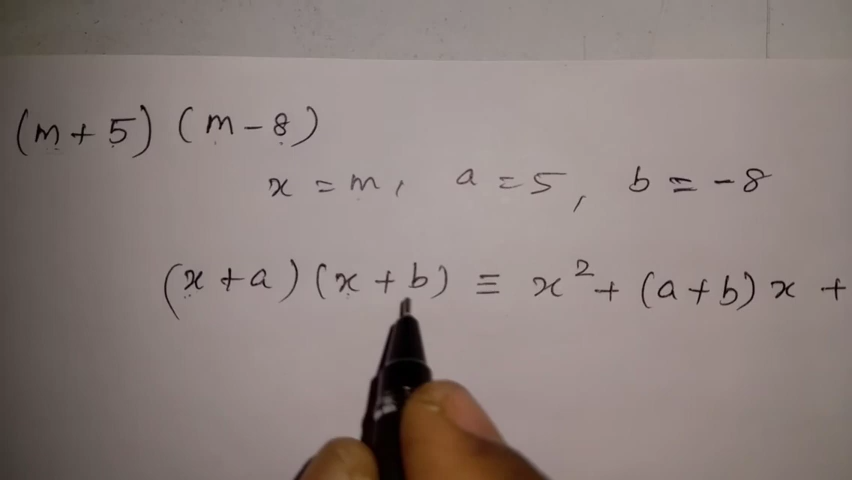 (m+5) (m-8)
x = m, a = 5, b = -8
(x+a)(x+b) ≡ x² + (a+b)x +